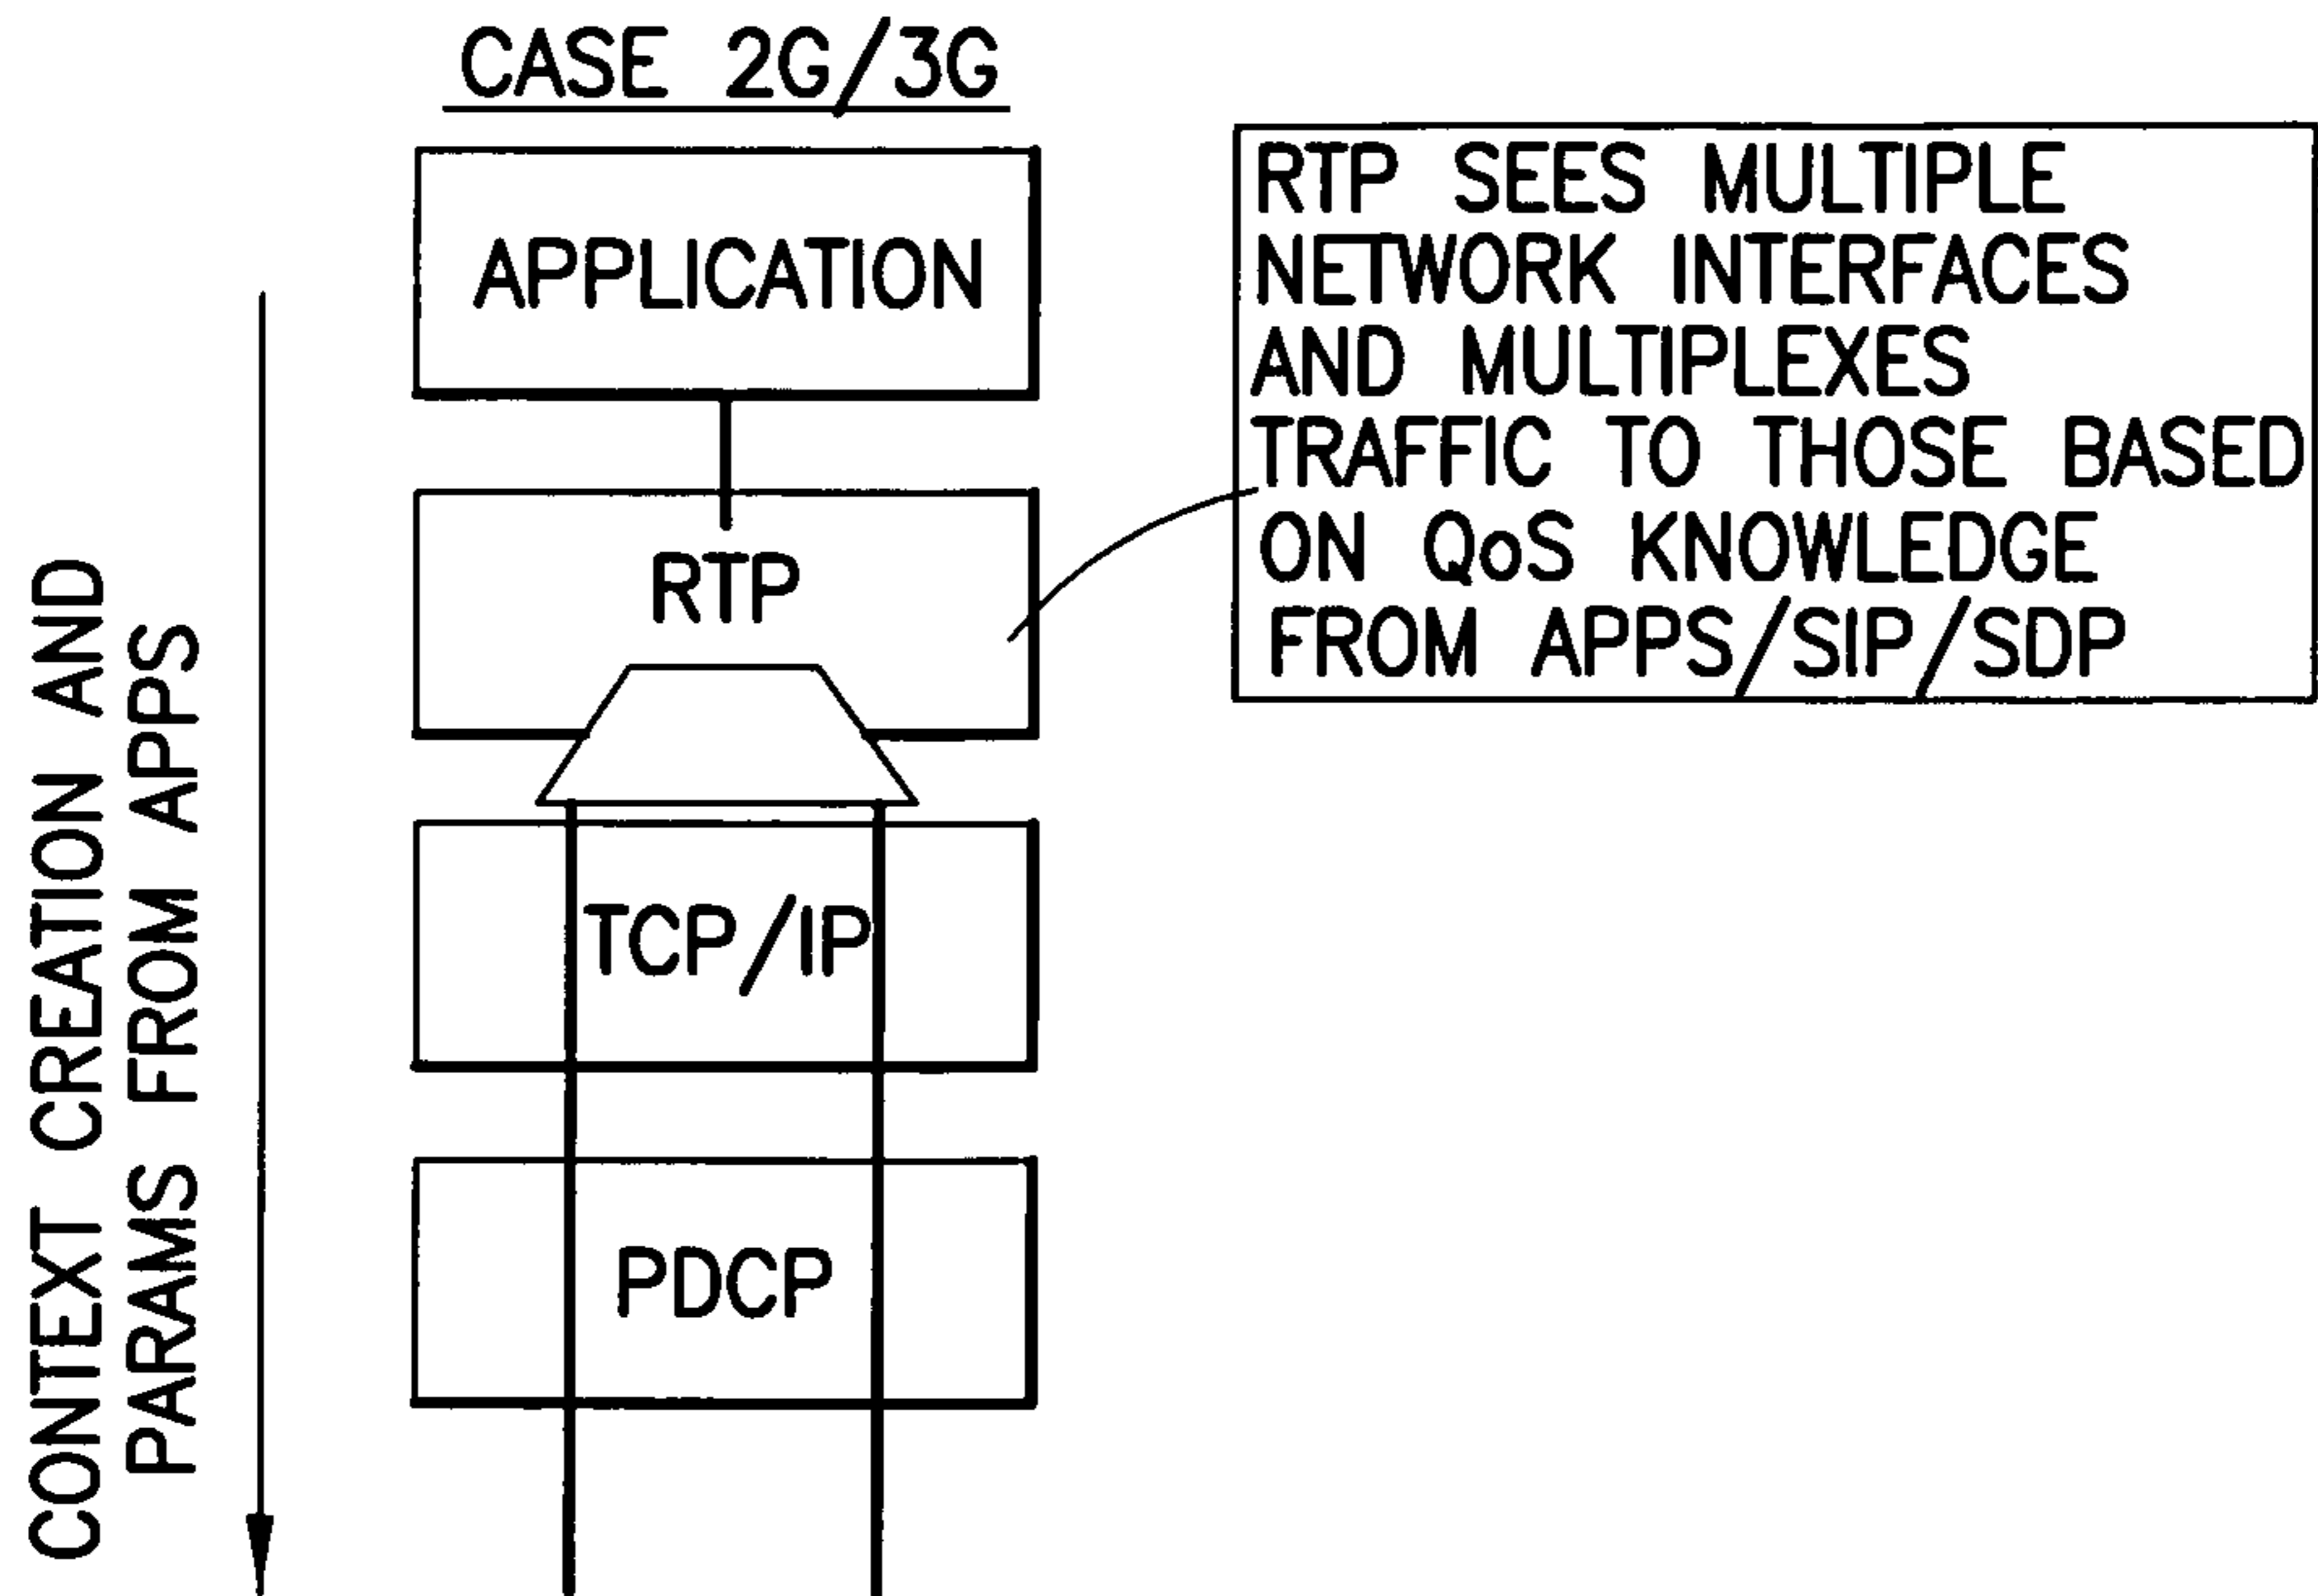 CASE 2G/3G
APPLICATION
RTP
TCP/IP
PDCP
RTP SEES MULTIPLE
NETWORK INTERFACES
AND MULTIPLEXES
TRAFFIC TO THOSE BASED
ON QoS KNOWLEDGE
FROM APPS/SIP/SDP
CONTEXT CREATION AND
PARAMS FROM APPS